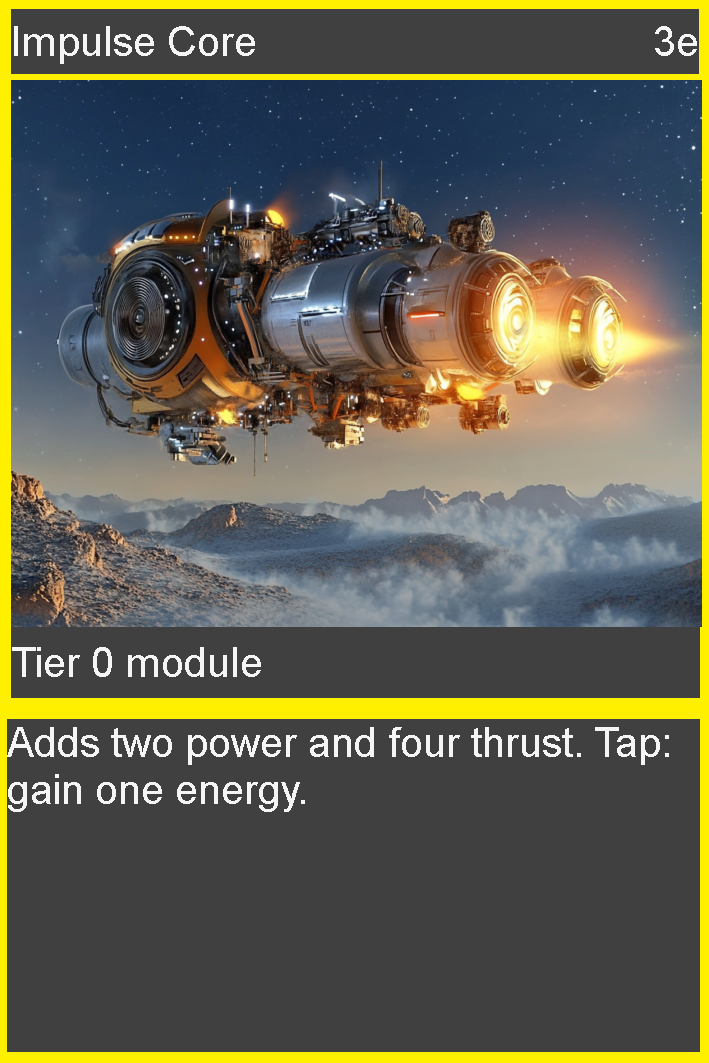 Impulse Core 3e
Tier 0 module
Adds two power and four thrust. Tap:
gain one energy.